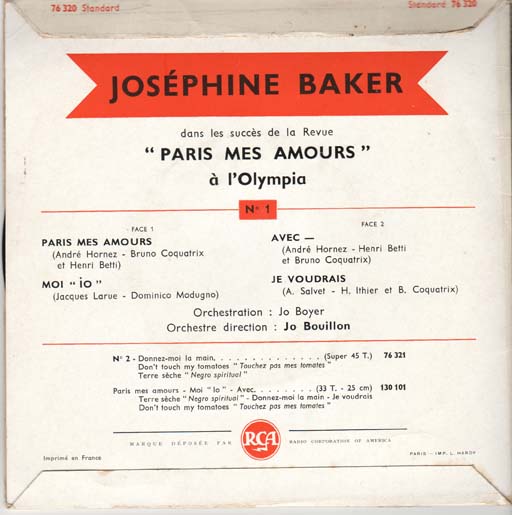 76 320 Standard
Standard 76 320
JOSÉPHINE BAKER
dans les succès de la Revue
“ PARIS MES AMOURS ”
à l'Olympia
N° 1
FACE 1
PARIS MES AMOURS
(André Hornez - Bruno Coquatrix
et Henri Betti)
MOI “ ÏO ”
(Jacques Larue - Dominico Modugno)
FACE 2
AVEC —
(André Hornez - Henri Betti
et Bruno Coquatrix)
JE VOUDRAIS
(A. Salvet - H. Ithier et B. Coquatrix)
Orchestration : Jo Boyer
Orchestre direction : Jo Bouillon
N° 2 - Donnez-moi la main. . . . . . . . . . . . . . (Super 45 T.) 76 321
Don't touch my tomatoes “ Touchez pas mes tomates ”
Terre sèche “ Negro spiritual ”
Paris mes amours - Moi “ Io ” - Avec. . . . . . . . (33 T. - 25 cm) 130 101
Terre sèche “ Negro spiritual ” - Donnez-moi la main - Je voudrais
Don't touch my tomatoes “ Touchez pas mes tomates ”
MARQUE DÉPOSÉE PAR RCA RADIO CORPORATION OF AMERICA
Imprimé en France
PARIS - IMP. L. HARDY